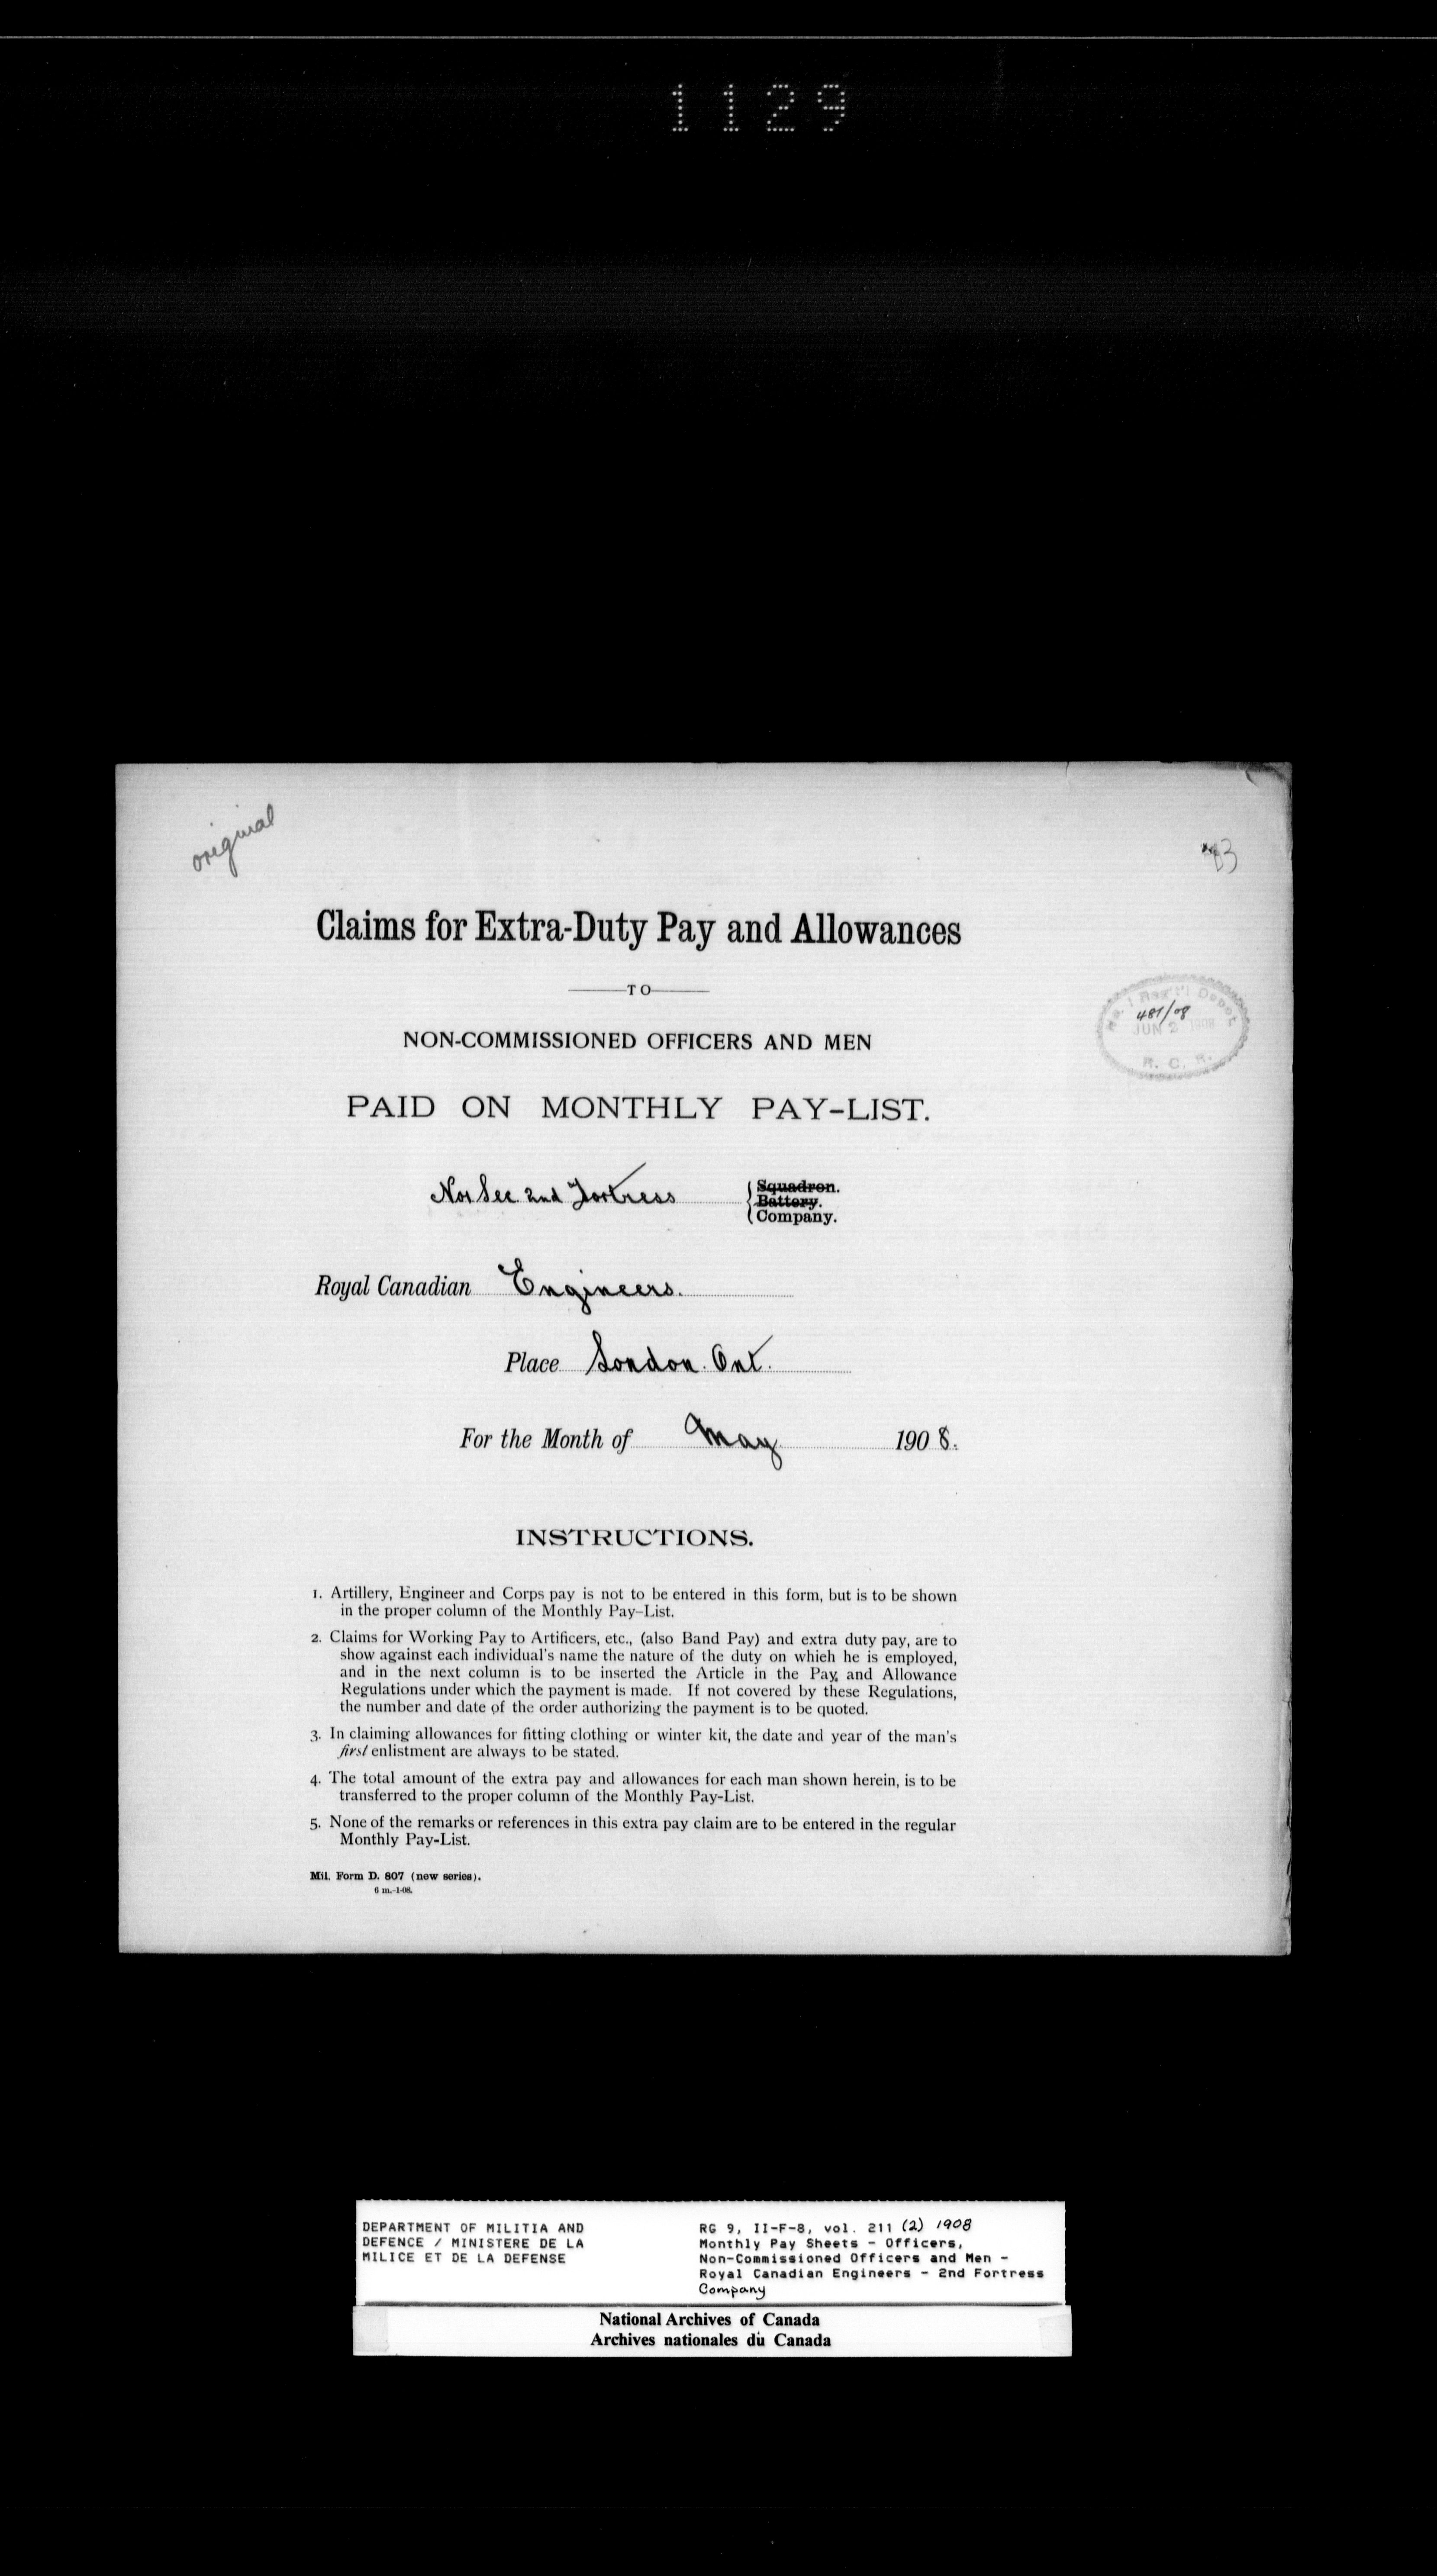 1129
original
83
Claims for Extra-Duty Pay and Allowances
TO
NON-COMMISSIONED OFFICERS AND MEN
PAID ON MONTHLY PAY-LIST.
No 1 Sec 2nd Fortress
Squadron.
Battery.
Company.
No. 1 Reg't'l Depot
481/08
JUN 2 1908
R. C. R.
Royal Canadian Engineers.
Place London. Ont.
For the Month of May 1908.
INSTRUCTIONS.
1. Artillery, Engineer and Corps pay is not to be entered in this form, but is to be shown
in the proper column of the Monthly Pay-List.
2. Claims for Working Pay to Artificers, etc., (also Band Pay) and extra duty pay, are to
show against each individual's name the nature of the duty on which he is employed,
and in the next column is to be inserted the Article in the Pay and Allowance
Regulations under which the payment is made. If not covered by these Regulations,
the number and date of the order authorizing the payment is to be quoted.
3. In claiming allowances for fitting clothing or winter kit, the date and year of the man's
first enlistment are always to be stated.
4. The total amount of the extra pay and allowances for each man shown herein, is to be
transferred to the proper column of the Monthly Pay-List.
5. None of the remarks or references in this extra pay claim are to be entered in the regular
Monthly Pay-List.
Mil. Form D. 807 (new series).
6 m.-1-08.
DEPARTMENT OF MILITIA AND
DEFENCE / MINISTERE DE LA
MILICE ET DE LA DEFENSE
RG 9, II-F-8, vol. 211 (2) 1908
Monthly Pay Sheets - Officers,
Non-Commissioned Officers and Men -
Royal Canadian Engineers - 2nd Fortress
Company
National Archives of Canada
Archives nationales du Canada